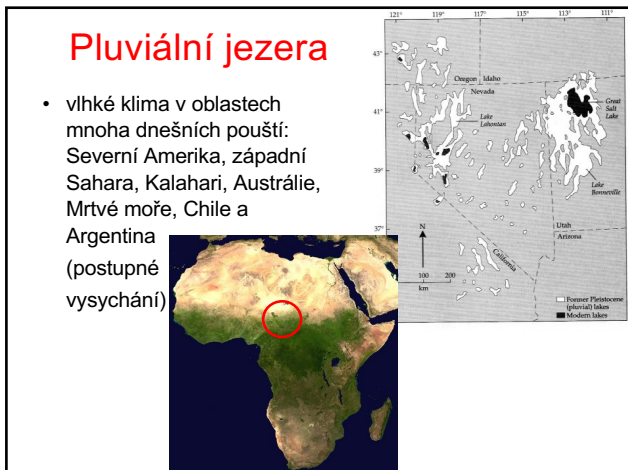 Pluviální jezera
• vlhké klima v oblastech
mnoha dnešních pouští:
Severní Amerika, západní
Sahara, Kalahari, Austrálie,
Mrtvé moře, Chile a
Argentina
(postupné
vysychání)
121° 119° 117° 115° 113° 111°
43°
Oregon Idaho
Nevada
41°
Lake
Lahontan
Great
Salt
Lake
39°
Lake
Bonneville
37°
Utah
Arizona
N
California
100 200
km
Former Pleistocene
(pluvial) lakes
Modern lakes